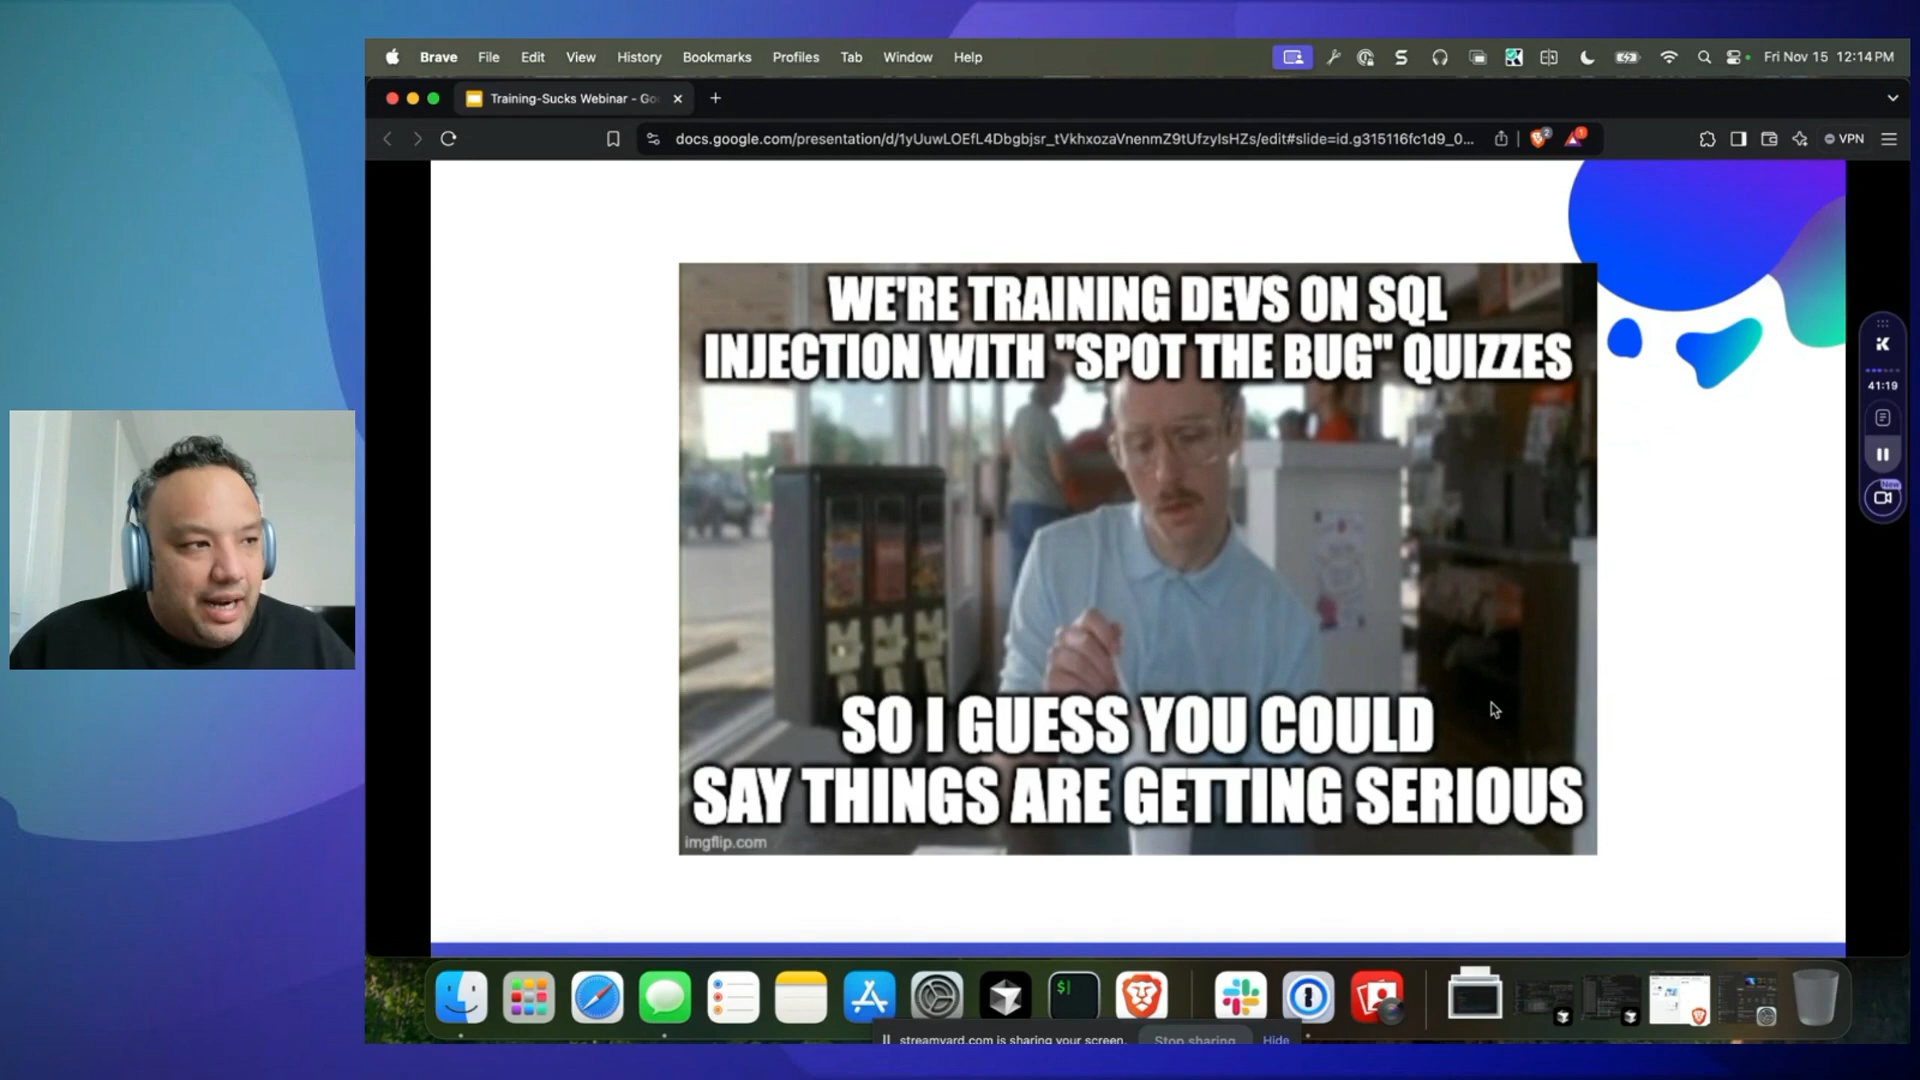 Brave File Edit View History Bookmarks Profiles Tab Window Help Fri Nov 15 12:14 PM
Training-Sucks Webinar - Go
docs.google.com/presentation/d/1yUuwLOEfL4Dbgbjsr_tVkhxozaVnenmZ9tUfzyIsHZs/edit#slide=id.g315116fc1d9_0... 2 1 VPN
WE'RE TRAINING DEVS ON SQL
INJECTION WITH "SPOT THE BUG" QUIZZES
41:19
New
SO I GUESS YOU COULD
SAY THINGS ARE GETTING SERIOUS
imgflip.com
$
streamyard.com is sharing your screen. Stop sharing Hide